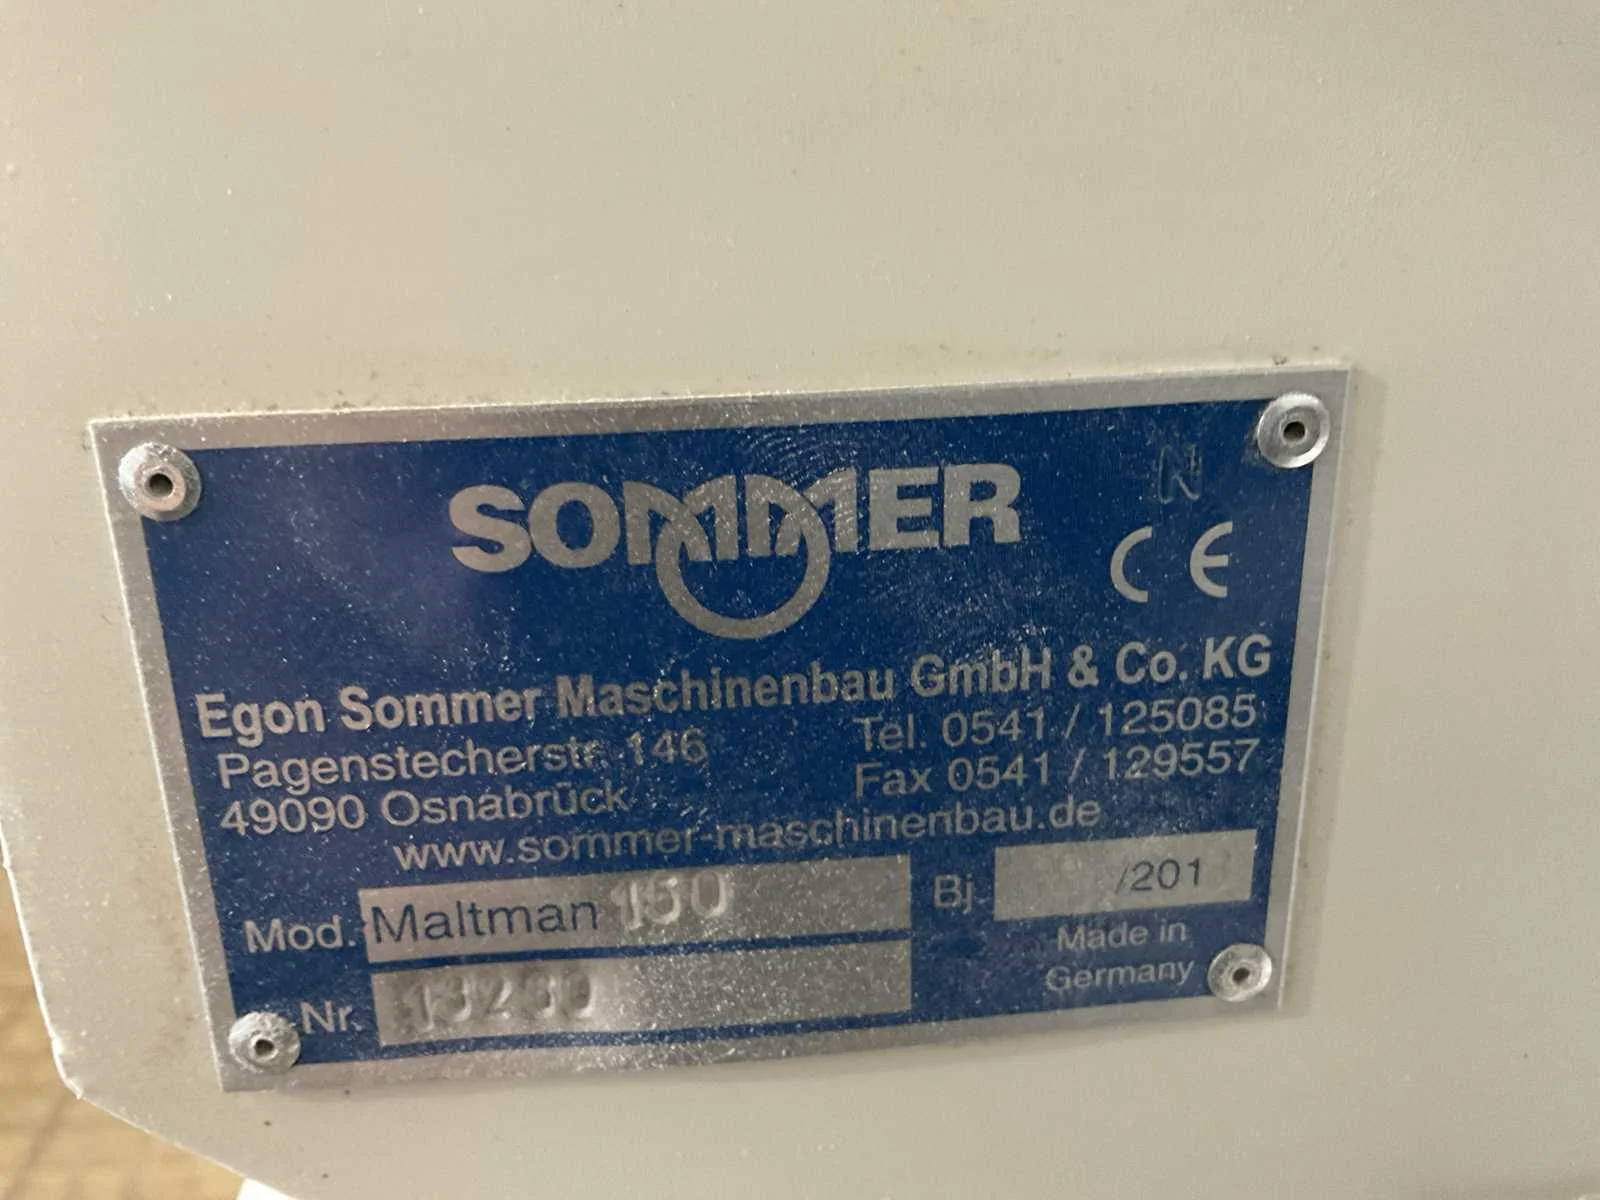 N
SOMMER
CE
Egon Sommer Maschinenbau GmbH & Co. KG
Pagenstecherstr. 146 Tel. 0541 / 125085
49090 Osnabrück Fax 0541 / 129557
www.sommer-maschinenbau.de
Mod. Maltman 150 Bj. /201
Nr. Made in
Germany